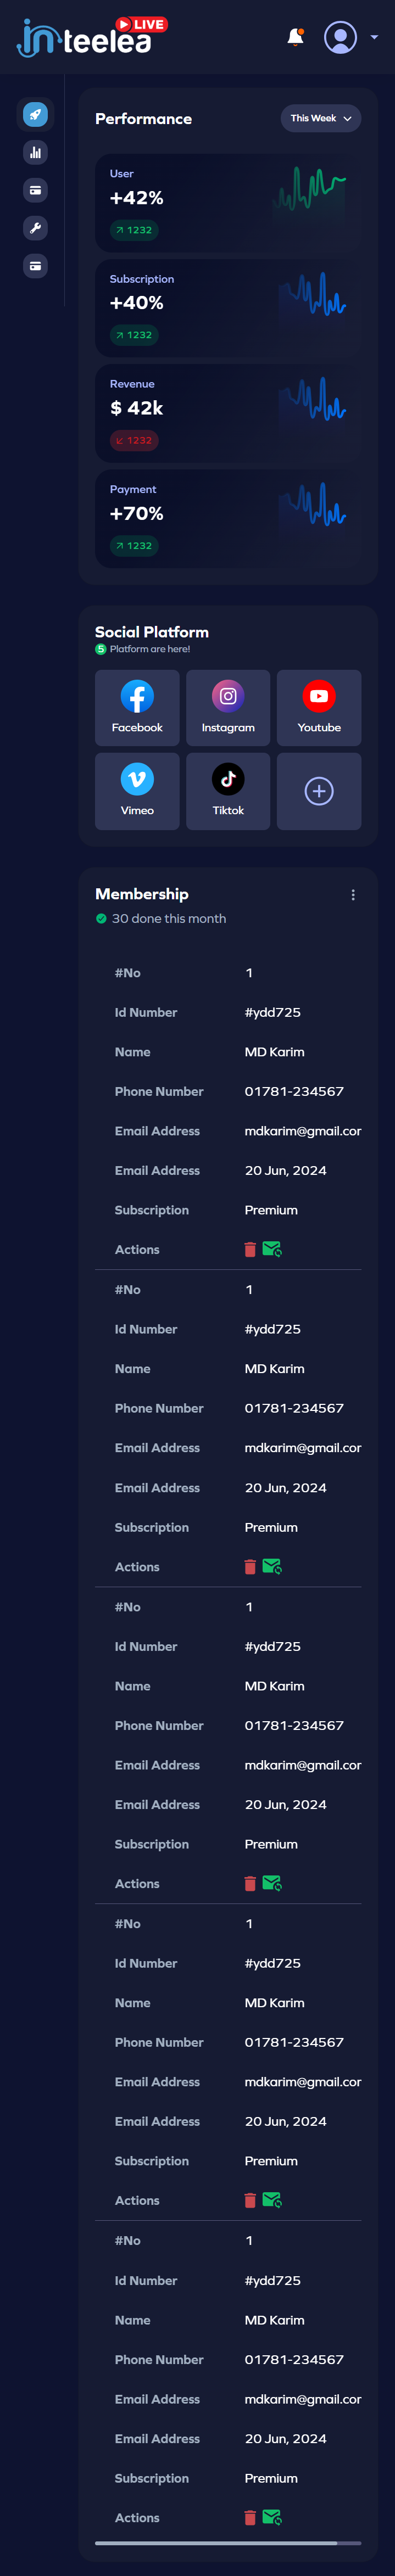 inteelea LIVE
Performance
This Week
User
+42%
1232
Subscription
+40%
1232
Revenue
$ 42k
1232
Payment
+70%
1232
Social Platform
5 Platform are here!
Facebook Instagram Youtube
Vimeo Tiktok
Membership
30 done this month
#No 1
Id Number #ydd725
Name MD Karim
Phone Number 01781-234567
Email Address mdkarim@gmail.cor
Email Address 20 Jun, 2024
Subscription Premium
Actions
#No 1
Id Number #ydd725
Name MD Karim
Phone Number 01781-234567
Email Address mdkarim@gmail.cor
Email Address 20 Jun, 2024
Subscription Premium
Actions
#No 1
Id Number #ydd725
Name MD Karim
Phone Number 01781-234567
Email Address mdkarim@gmail.cor
Email Address 20 Jun, 2024
Subscription Premium
Actions
#No 1
Id Number #ydd725
Name MD Karim
Phone Number 01781-234567
Email Address mdkarim@gmail.cor
Email Address 20 Jun, 2024
Subscription Premium
Actions
#No 1
Id Number #ydd725
Name MD Karim
Phone Number 01781-234567
Email Address mdkarim@gmail.cor
Email Address 20 Jun, 2024
Subscription Premium
Actions